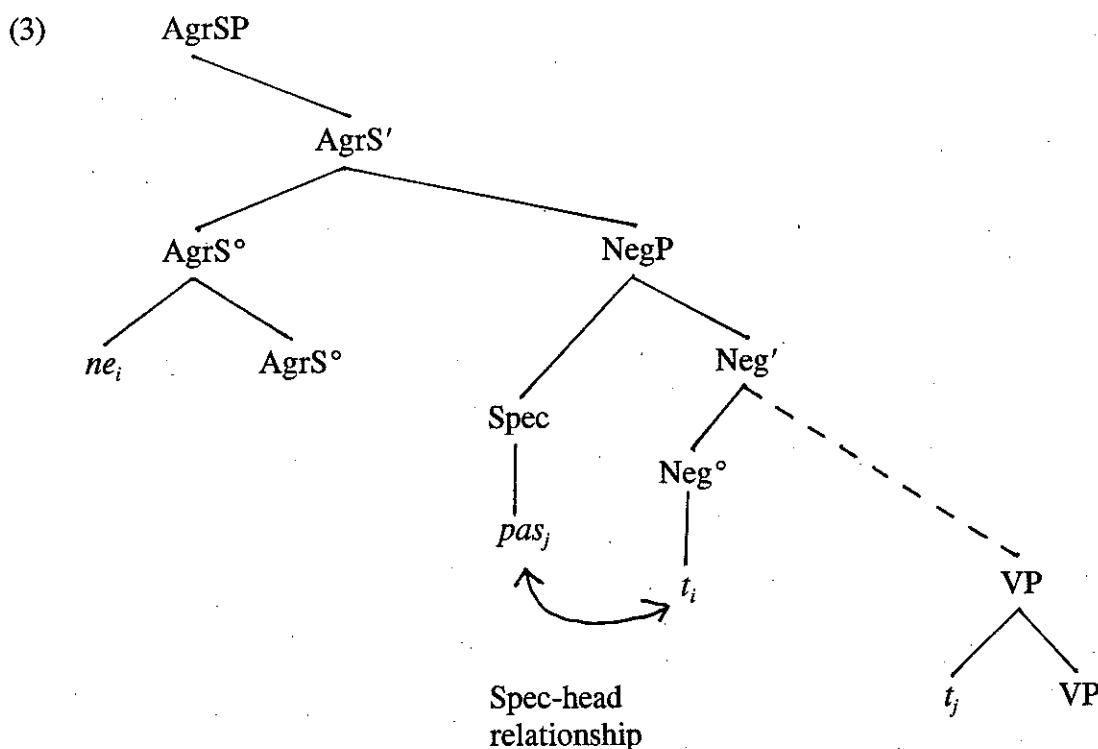 (3) AgrSP
AgrS′
AgrS° NegP
ne_i AgrS° Neg′
Spec
Neg°
pas_j
t_i VP
Spec-head t_j VP
relationship